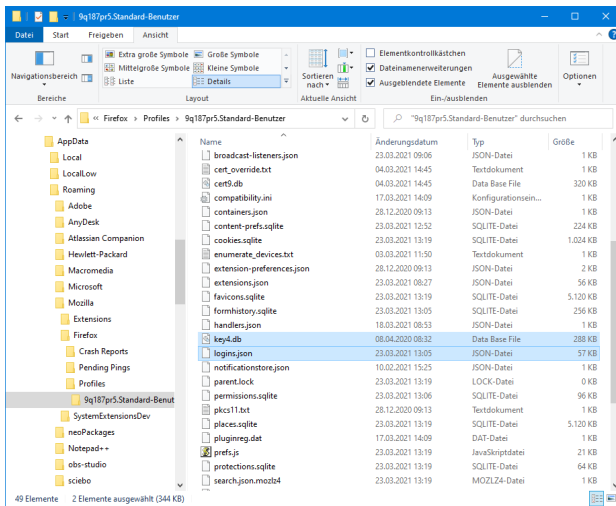 9q187pr5.Standard-Benutzer
Datei Start Freigeben Ansicht
Navigationsbereich
Extra große Symbole Große Symbole
Mittelgroße Symbole Kleine Symbole
Liste Details
Sortieren nach
Elementkontrollkästchen
Dateinamenerweiterungen
Ausgeblendete Elemente
Ausgewählte Elemente ausblenden
Optionen
Bereiche Layout Aktuelle Ansicht Ein-/ausblenden
« Firefox › Profiles › 9q187pr5.Standard-Benutzer
"9q187pr5.Standard-Benutzer" durchsuchen
AppData
Local
LocalLow
Roaming
Adobe
AnyDesk
Atlassian Companion
Hewlett-Packard
Macromedia
Microsoft
Mozilla
Extensions
Firefox
Crash Reports
Pending Pings
Profiles
9q187pr5.Standard-Benut
SystemExtensionsDev
neoPackages
Notepad++
obs-studio
sciebo
Name Änderungsdatum Typ Größe
broadcast-listeners.json 23.03.2021 09:06 JSON-Datei 1 KB
cert_override.txt 04.03.2021 14:45 Textdokument 1 KB
cert9.db 04.03.2021 14:45 Data Base File 320 KB
compatibility.ini 17.03.2021 14:09 Konfigurationsein... 1 KB
containers.json 28.12.2020 09:13 JSON-Datei 1 KB
content-prefs.sqlite 23.03.2021 12:52 SQLITE-Datei 224 KB
cookies.sqlite 23.03.2021 13:19 SQLITE-Datei 1.024 KB
enumerate_devices.txt 03.03.2021 11:50 Textdokument 1 KB
extension-preferences.json 28.12.2020 09:13 JSON-Datei 2 KB
extensions.json 23.03.2021 08:27 JSON-Datei 56 KB
favicons.sqlite 23.03.2021 13:19 SQLITE-Datei 5.120 KB
formhistory.sqlite 23.03.2021 13:05 SQLITE-Datei 256 KB
handlers.json 18.03.2021 08:53 JSON-Datei 1 KB
key4.db 08.04.2020 08:32 Data Base File 288 KB
logins.json 23.03.2021 13:05 JSON-Datei 57 KB
notificationstore.json 10.02.2021 15:25 JSON-Datei 1 KB
parent.lock 23.03.2021 13:19 LOCK-Datei 0 KB
permissions.sqlite 23.03.2021 13:06 SQLITE-Datei 96 KB
pkcs11.txt 28.12.2020 09:13 Textdokument 1 KB
places.sqlite 23.03.2021 13:19 SQLITE-Datei 5.120 KB
pluginreg.dat 17.03.2021 14:09 DAT-Datei 1 KB
prefs.js 23.03.2021 13:19 JavaSkriptdatei 21 KB
protections.sqlite 23.03.2021 13:19 SQLITE-Datei 64 KB
search.json.mozlz4 23.03.2021 13:19 MOZLZ4-Datei 1 KB
49 Elemente 2 Elemente ausgewählt (344 KB)